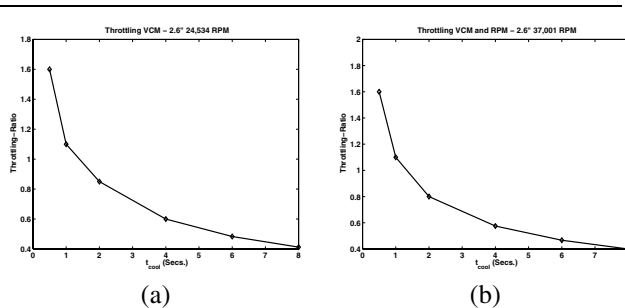 Throttling VCM − 2.6" 24,534 RPM
1.8
1.6
1.4
1.2
1
0.8
0.6
0.4
Throttling−Ratio
0 1 2 3 4 5 6 7 8
t_cool (Secs.)
(a)
Throttling VCM and RPM − 2.6" 37,001 RPM
2
1.8
1.6
1.4
1.2
1
0.8
0.6
0.4
Throttling−Ratio
0 1 2 3 4 5 6 7
t_cool (Secs.)
(b)